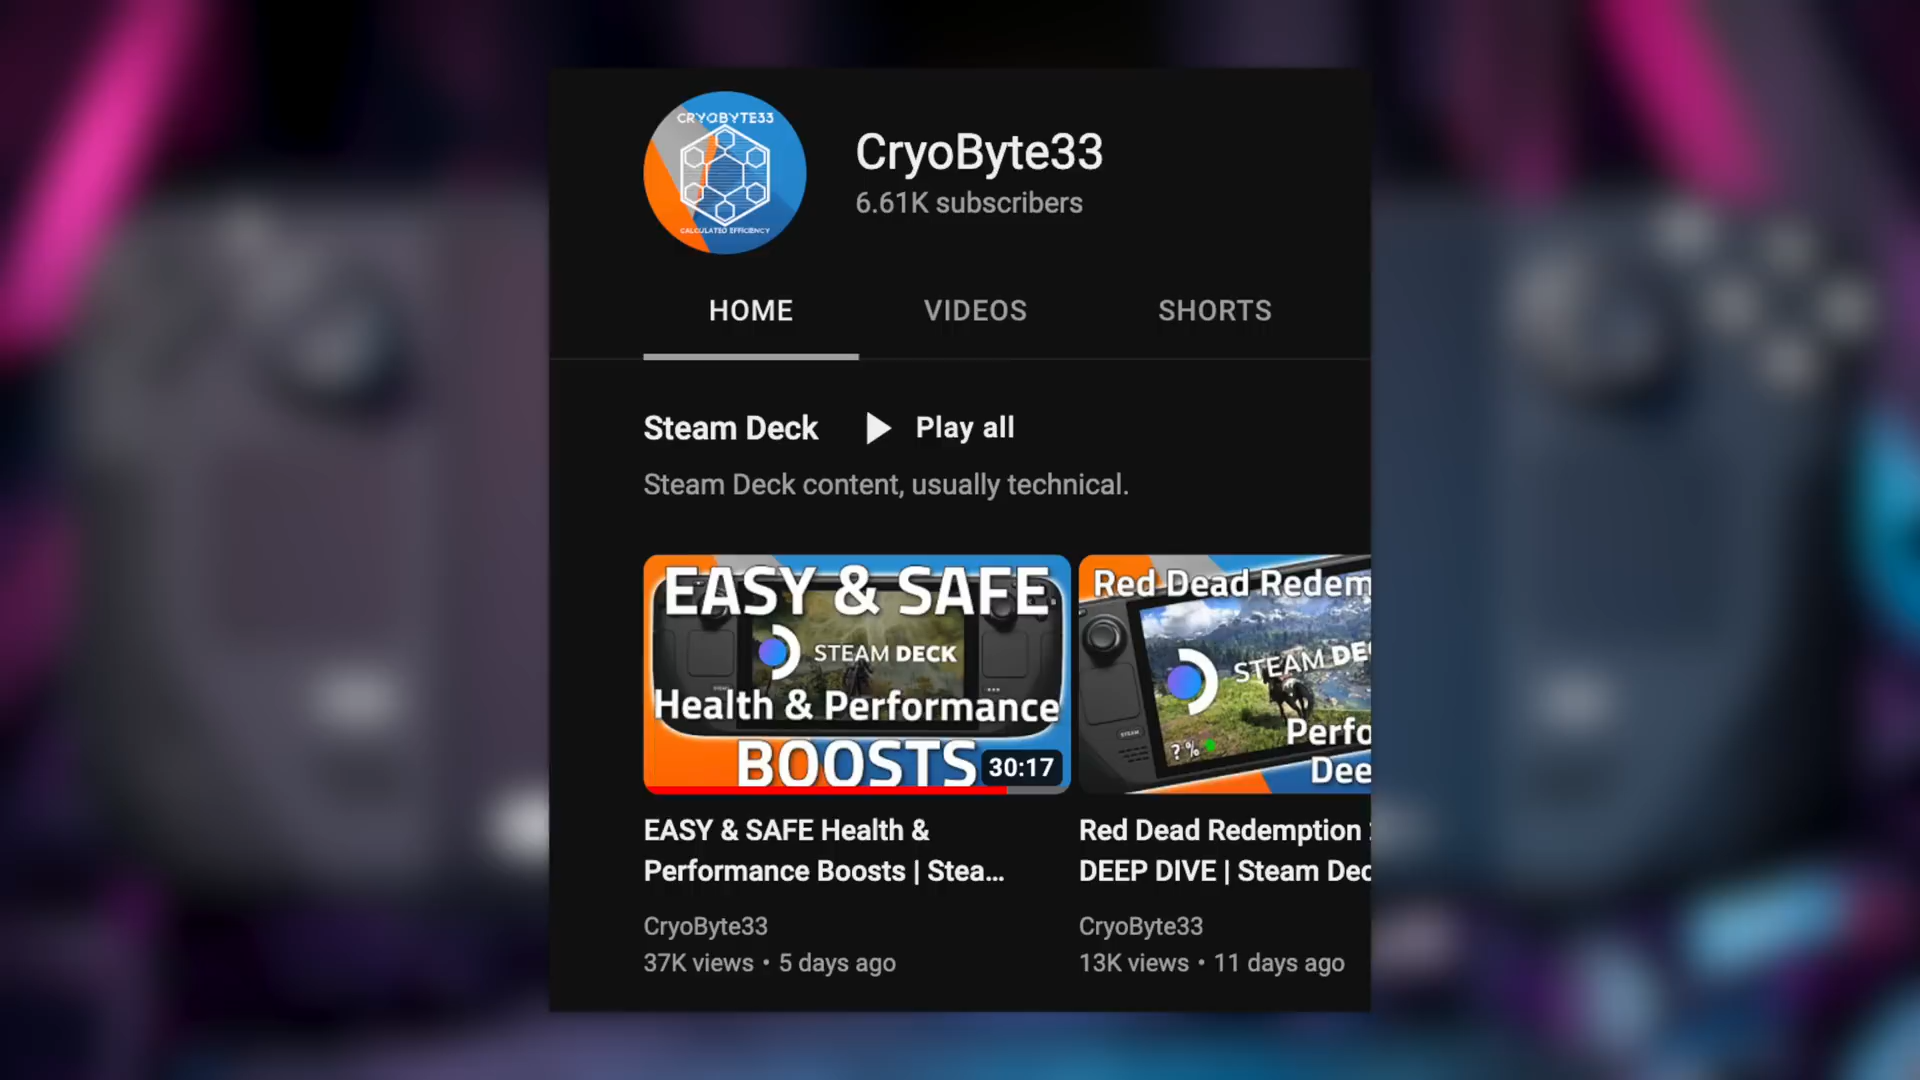 CRYOBYTE33
CALCULATED EFFICIENCY
CryoByte33
6.61K subscribers
HOME
VIDEOS
SHORTS
Steam Deck
Play all
Steam Deck content, usually technical.
EASY & SAFE
STEAM DECK
Health & Performance
BOOSTS
30:17
Red Dead Redem
STEAM DE
STEAM
?%
Perfo
Dee
EASY & SAFE Health &
Performance Boosts | Stea...
CryoByte33
37K views • 5 days ago
Red Dead Redemption
DEEP DIVE | Steam Dec
CryoByte33
13K views • 11 days ago